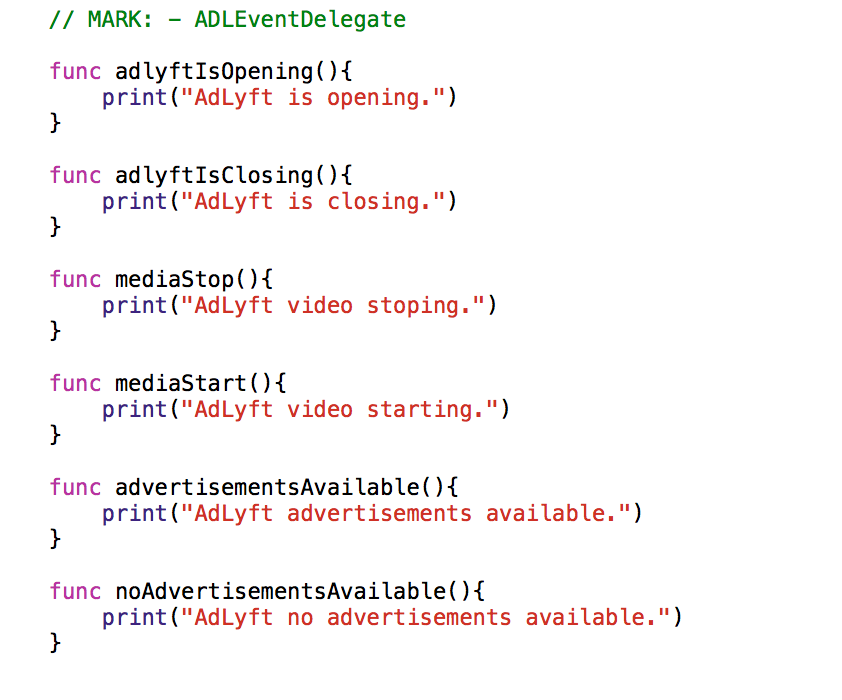 // MARK: - ADLEventDelegate
func adlyftIsOpening(){
print("AdLyft is opening.")
}
func adlyftIsClosing(){
print("AdLyft is closing.")
}
func mediaStop(){
print("AdLyft video stoping.")
}
func mediaStart(){
print("AdLyft video starting.")
}
func advertisementsAvailable(){
print("AdLyft advertisements available.")
}
func noAdvertisementsAvailable(){
print("AdLyft no advertisements available.")
}